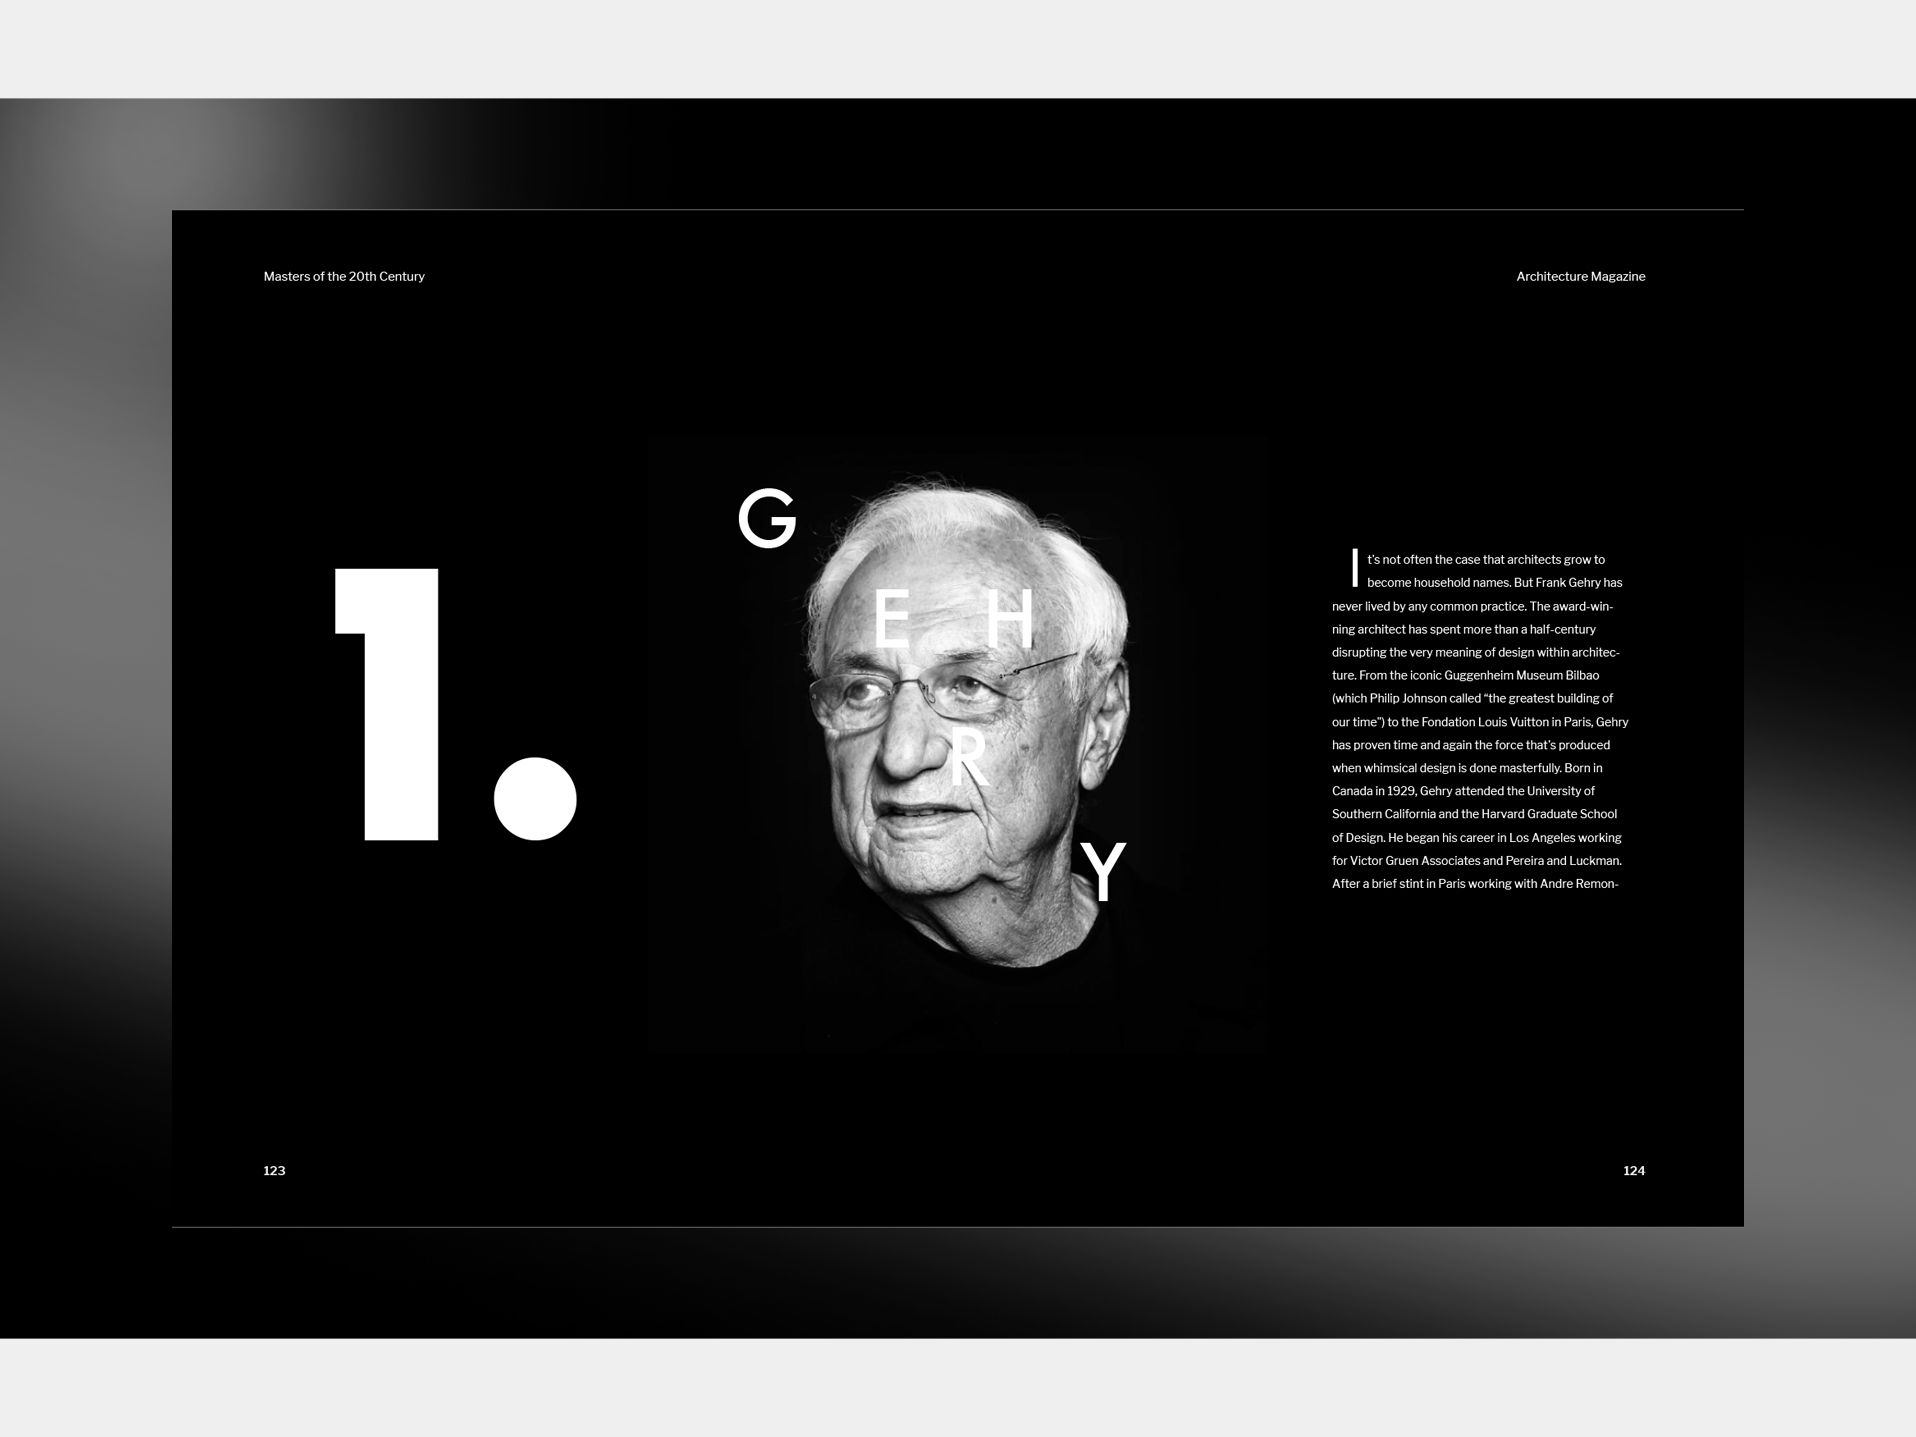 Masters of the 20th Century
Architecture Magazine
1.
G
E H
R
Y
It's not often the case that architects grow to
become household names. But Frank Gehry has
never lived by any common practice. The award-win-
ning architect has spent more than a half-century
disrupting the very meaning of design within architec-
ture. From the iconic Guggenheim Museum Bilbao
(which Philip Johnson called “the greatest building of
our time”) to the Fondation Louis Vuitton in Paris, Gehry
has proven time and again the force that's produced
when whimsical design is done masterfully. Born in
Canada in 1929, Gehry attended the University of
Southern California and the Harvard Graduate School
of Design. He began his career in Los Angeles working
for Victor Gruen Associates and Pereira and Luckman.
After a brief stint in Paris working with Andre Remon-
123
124